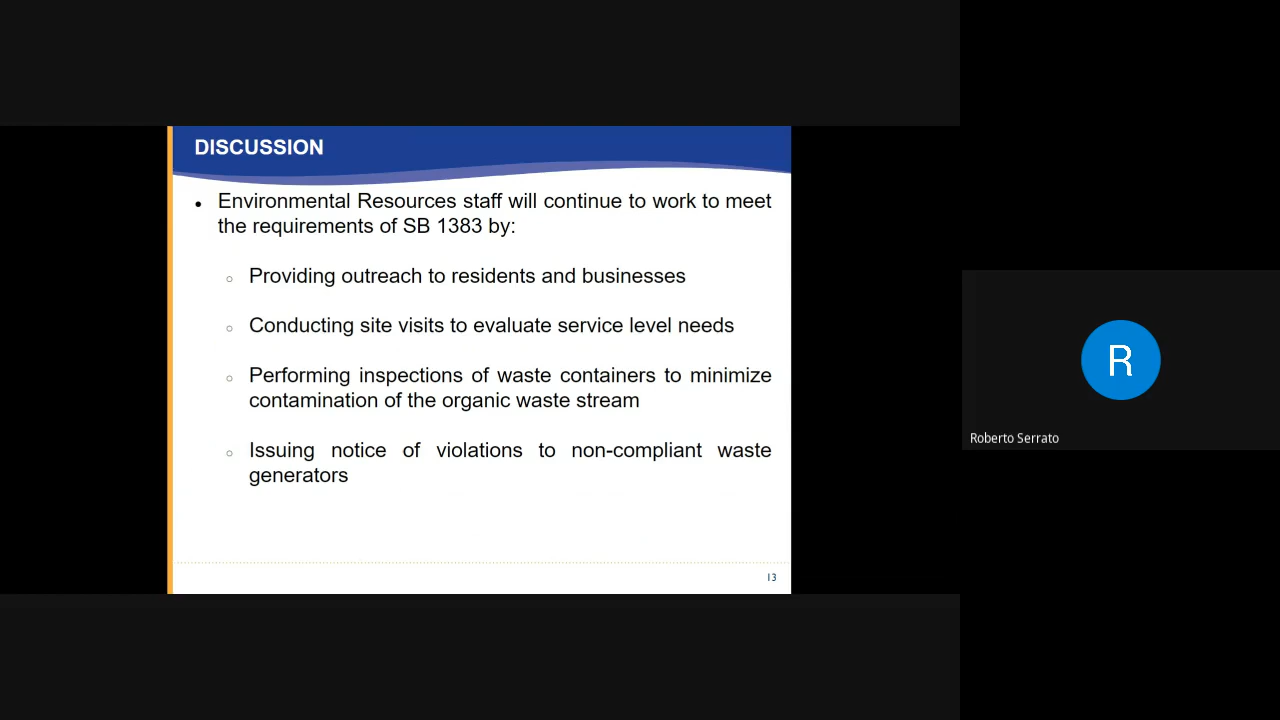 DISCUSSION
• Environmental Resources staff will continue to work to meet
the requirements of SB 1383 by:
○ Providing outreach to residents and businesses
○ Conducting site visits to evaluate service level needs
○ Performing inspections of waste containers to minimize
contamination of the organic waste stream
○ Issuing notice of violations to non-compliant waste
generators
13
R
Roberto Serrato